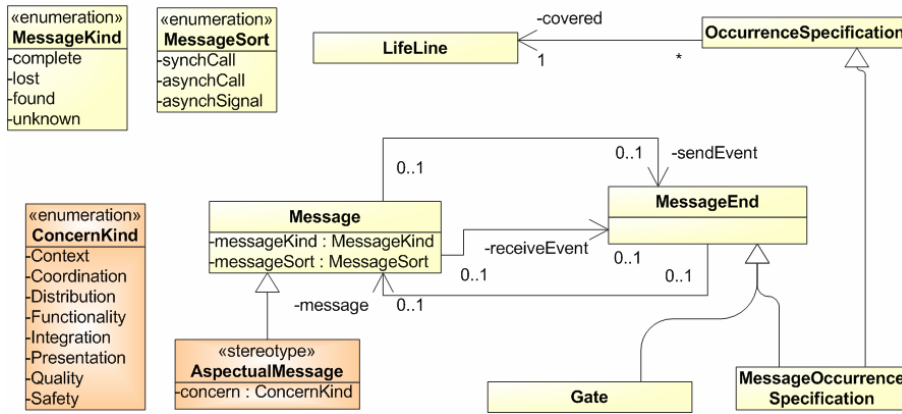 «enumeration»
MessageKind
-complete
-lost
-found
-unknown
«enumeration»
MessageSort
-synchCall
-asynchCall
-asynchSignal
LifeLine
-covered
1
*
OccurrenceSpecification
0..1
0..1
-sendEvent
«enumeration»
ConcernKind
-Context
-Coordination
-Distribution
-Functionality
-Integration
-Presentation
-Quality
-Safety
Message
-messageKind : MessageKind
-messageSort : MessageSort
MessageEnd
-receiveEvent
0..1
0..1
0..1
-message
0..1
«stereotype»
AspectualMessage
-concern : ConcernKind
Gate
MessageOccurrence
Specification